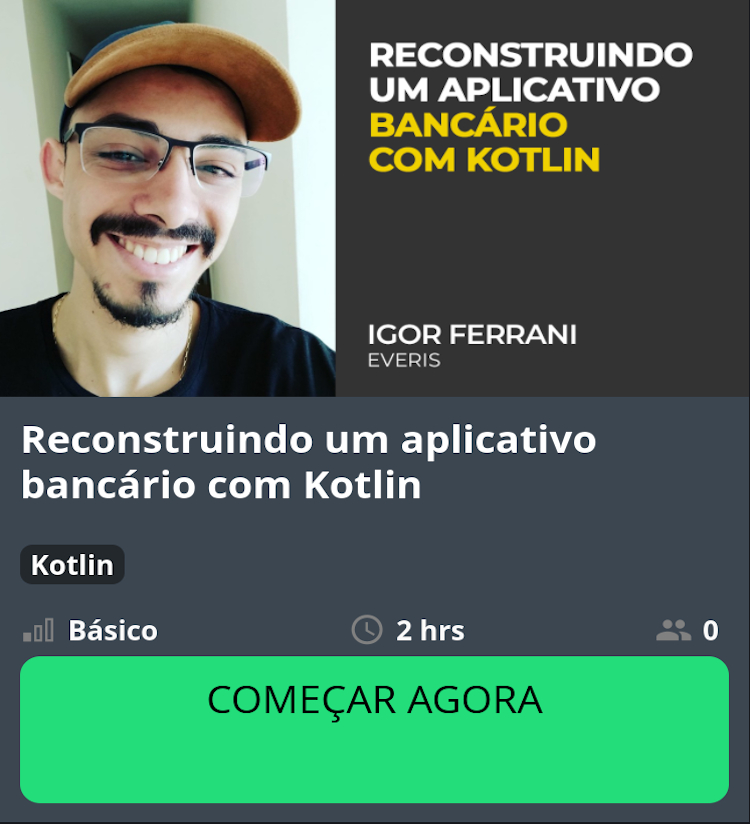 RECONSTRUINDO
UM APLICATIVO
BANCÁRIO
COM KOTLIN
IGOR FERRANI
EVERIS
Reconstruindo um aplicativo
bancário com Kotlin
Kotlin
Básico
2 hrs
0
COMEÇAR AGORA